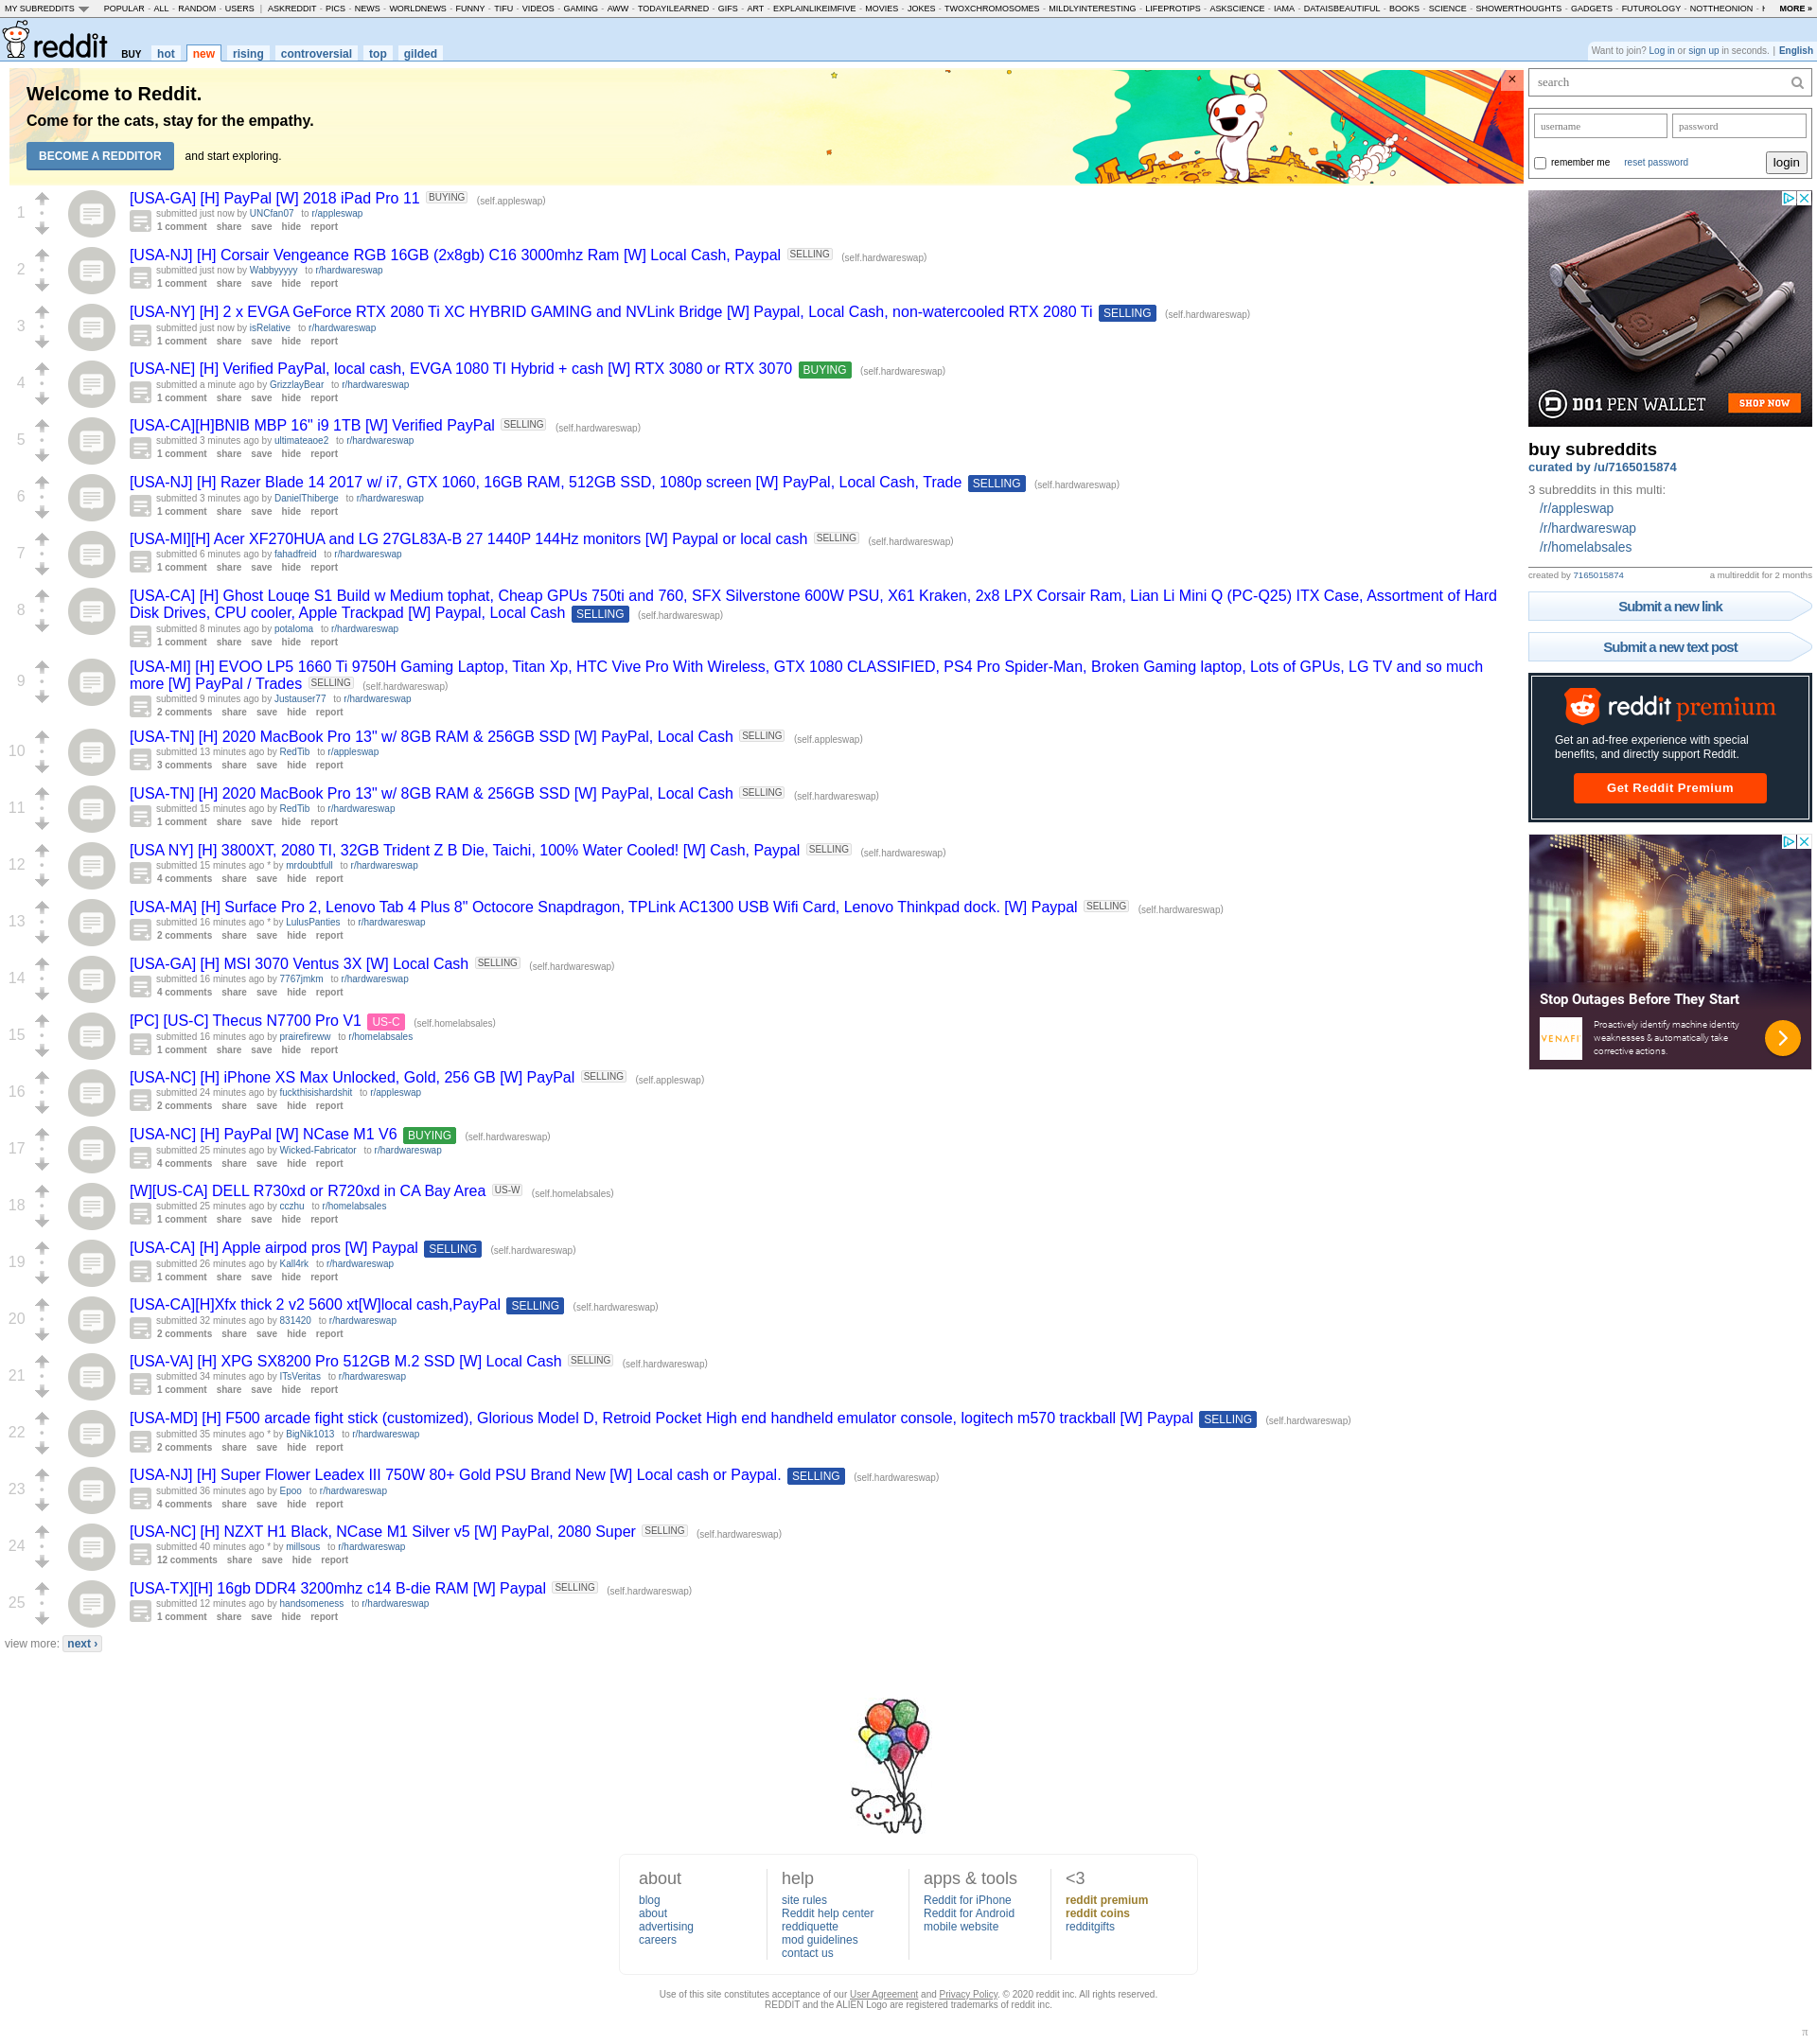 MY SUBREDDITS POPULAR - ALL - RANDOM - USERS | ASKREDDIT - PICS - NEWS - WORLDNEWS - FUNNY - TIFU - VIDEOS - GAMING - AWW - TODAYILEARNED - GIFS - ART - EXPLAINLIKEIMFIVE - MOVIES - JOKES - TWOXCHROMOSOMES - MILDLYINTERESTING - LIFEPROTIPS - ASKSCIENCE - IAMA - DATAISBEAUTIFUL - BOOKS - SCIENCE - SHOWERTHOUGHTS - GADGETS - FUTUROLOGY - NOTTHEONION - MORE »
reddit BUY hot new rising controversial top gilded
Want to join? Log in or sign up in seconds. | English
Welcome to Reddit.
Come for the cats, stay for the empathy.
BECOME A REDDITOR and start exploring.
1
[USA-GA] [H] PayPal [W] 2018 iPad Pro 11 BUYING (self.appleswap)
submitted just now by UNCfan07 to r/appleswap
1 comment share save hide report
2
[USA-NJ] [H] Corsair Vengeance RGB 16GB (2x8gb) C16 3000mhz Ram [W] Local Cash, Paypal SELLING (self.hardwareswap)
submitted just now by Wabbyyyyy to r/hardwareswap
1 comment share save hide report
3
[USA-NY] [H] 2 x EVGA GeForce RTX 2080 Ti XC HYBRID GAMING and NVLink Bridge [W] Paypal, Local Cash, non-watercooled RTX 2080 Ti SELLING (self.hardwareswap)
submitted just now by isRelative to r/hardwareswap
1 comment share save hide report
4
[USA-NE] [H] Verified PayPal, local cash, EVGA 1080 TI Hybrid + cash [W] RTX 3080 or RTX 3070 BUYING (self.hardwareswap)
submitted a minute ago by GrizzlayBear to r/hardwareswap
1 comment share save hide report
5
[USA-CA][H]BNIB MBP 16" i9 1TB [W] Verified PayPal SELLING (self.hardwareswap)
submitted 3 minutes ago by ultimateaoe2 to r/hardwareswap
1 comment share save hide report
6
[USA-NJ] [H] Razer Blade 14 2017 w/ i7, GTX 1060, 16GB RAM, 512GB SSD, 1080p screen [W] PayPal, Local Cash, Trade SELLING (self.hardwareswap)
submitted 3 minutes ago by DanielThiberge to r/hardwareswap
1 comment share save hide report
7
[USA-MI][H] Acer XF270HUA and LG 27GL83A-B 27 1440P 144Hz monitors [W] Paypal or local cash SELLING (self.hardwareswap)
submitted 6 minutes ago by fahadfreid to r/hardwareswap
1 comment share save hide report
8
[USA-CA] [H] Ghost Louqe S1 Build w Medium tophat, Cheap GPUs 750ti and 760, SFX Silverstone 600W PSU, X61 Kraken, 2x8 LPX Corsair Ram, Lian Li Mini Q (PC-Q25) ITX Case, Assortment of Hard
Disk Drives, CPU cooler, Apple Trackpad [W] Paypal, Local Cash SELLING (self.hardwareswap)
submitted 8 minutes ago by potaloma to r/hardwareswap
1 comment share save hide report
9
[USA-MI] [H] EVOO LP5 1660 Ti 9750H Gaming Laptop, Titan Xp, HTC Vive Pro With Wireless, GTX 1080 CLASSIFIED, PS4 Pro Spider-Man, Broken Gaming laptop, Lots of GPUs, LG TV and so much
more [W] PayPal / Trades SELLING (self.hardwareswap)
submitted 9 minutes ago by Justauser77 to r/hardwareswap
2 comments share save hide report
10
[USA-TN] [H] 2020 MacBook Pro 13" w/ 8GB RAM & 256GB SSD [W] PayPal, Local Cash SELLING (self.appleswap)
submitted 13 minutes ago by RedTib to r/appleswap
3 comments share save hide report
11
[USA-TN] [H] 2020 MacBook Pro 13" w/ 8GB RAM & 256GB SSD [W] PayPal, Local Cash SELLING (self.hardwareswap)
submitted 15 minutes ago by RedTib to r/hardwareswap
1 comment share save hide report
12
[USA NY] [H] 3800XT, 2080 TI, 32GB Trident Z B Die, Taichi, 100% Water Cooled! [W] Cash, Paypal SELLING (self.hardwareswap)
submitted 15 minutes ago * by mrdoubtfull to r/hardwareswap
4 comments share save hide report
13
[USA-MA] [H] Surface Pro 2, Lenovo Tab 4 Plus 8" Octocore Snapdragon, TPLink AC1300 USB Wifi Card, Lenovo Thinkpad dock. [W] Paypal SELLING (self.hardwareswap)
submitted 16 minutes ago * by LulusPanties to r/hardwareswap
2 comments share save hide report
14
[USA-GA] [H] MSI 3070 Ventus 3X [W] Local Cash SELLING (self.hardwareswap)
submitted 16 minutes ago by 7767jmkm to r/hardwareswap
4 comments share save hide report
15
[PC] [US-C] Thecus N7700 Pro V1 US-C (self.homelabsales)
submitted 16 minutes ago by prairefireww to r/homelabsales
1 comment share save hide report
16
[USA-NC] [H] iPhone XS Max Unlocked, Gold, 256 GB [W] PayPal SELLING (self.appleswap)
submitted 24 minutes ago by fuckthisishardshit to r/appleswap
2 comments share save hide report
17
[USA-NC] [H] PayPal [W] NCase M1 V6 BUYING (self.hardwareswap)
submitted 25 minutes ago by Wicked-Fabricator to r/hardwareswap
4 comments share save hide report
18
[W][US-CA] DELL R730xd or R720xd in CA Bay Area US-W (self.homelabsales)
submitted 25 minutes ago by cczhu to r/homelabsales
1 comment share save hide report
19
[USA-CA] [H] Apple airpod pros [W] Paypal SELLING (self.hardwareswap)
submitted 26 minutes ago by Kall4rk to r/hardwareswap
1 comment share save hide report
20
[USA-CA][H]Xfx thick 2 v2 5600 xt[W]local cash,PayPal SELLING (self.hardwareswap)
submitted 32 minutes ago by 831420 to r/hardwareswap
2 comments share save hide report
21
[USA-VA] [H] XPG SX8200 Pro 512GB M.2 SSD [W] Local Cash SELLING (self.hardwareswap)
submitted 34 minutes ago by ITsVeritas to r/hardwareswap
1 comment share save hide report
22
[USA-MD] [H] F500 arcade fight stick (customized), Glorious Model D, Retroid Pocket High end handheld emulator console, logitech m570 trackball [W] Paypal SELLING (self.hardwareswap)
submitted 35 minutes ago * by BigNik1013 to r/hardwareswap
2 comments share save hide report
23
[USA-NJ] [H] Super Flower Leadex III 750W 80+ Gold PSU Brand New [W] Local cash or Paypal. SELLING (self.hardwareswap)
submitted 36 minutes ago by Epoo to r/hardwareswap
4 comments share save hide report
24
[USA-NC] [H] NZXT H1 Black, NCase M1 Silver v5 [W] PayPal, 2080 Super SELLING (self.hardwareswap)
submitted 40 minutes ago * by millsous to r/hardwareswap
12 comments share save hide report
25
[USA-TX][H] 16gb DDR4 3200mhz c14 B-die RAM [W] Paypal SELLING (self.hardwareswap)
submitted 12 minutes ago by handsomeness to r/hardwareswap
1 comment share save hide report
view more: next ›
search
username password
remember me reset password login
D01 PEN WALLET SHOP NOW
buy subreddits
curated by /u/7165015874
3 subreddits in this multi:
/r/appleswap
/r/hardwareswap
/r/homelabsales
created by 7165015874 a multireddit for 2 months
Submit a new link
Submit a new text post
reddit premium
Get an ad-free experience with special
benefits, and directly support Reddit.
Get Reddit Premium
Stop Outages Before They Start
VENAFI
Proactively identify machine identity
weaknesses & automatically take
corrective actions.
about
blog
about
advertising
careers
help
site rules
Reddit help center
reddiquette
mod guidelines
contact us
apps & tools
Reddit for iPhone
Reddit for Android
mobile website
<3
reddit premium
reddit coins
redditgifts
Use of this site constitutes acceptance of our User Agreement and Privacy Policy. © 2020 reddit inc. All rights reserved.
REDDIT and the ALIEN Logo are registered trademarks of reddit inc.
π